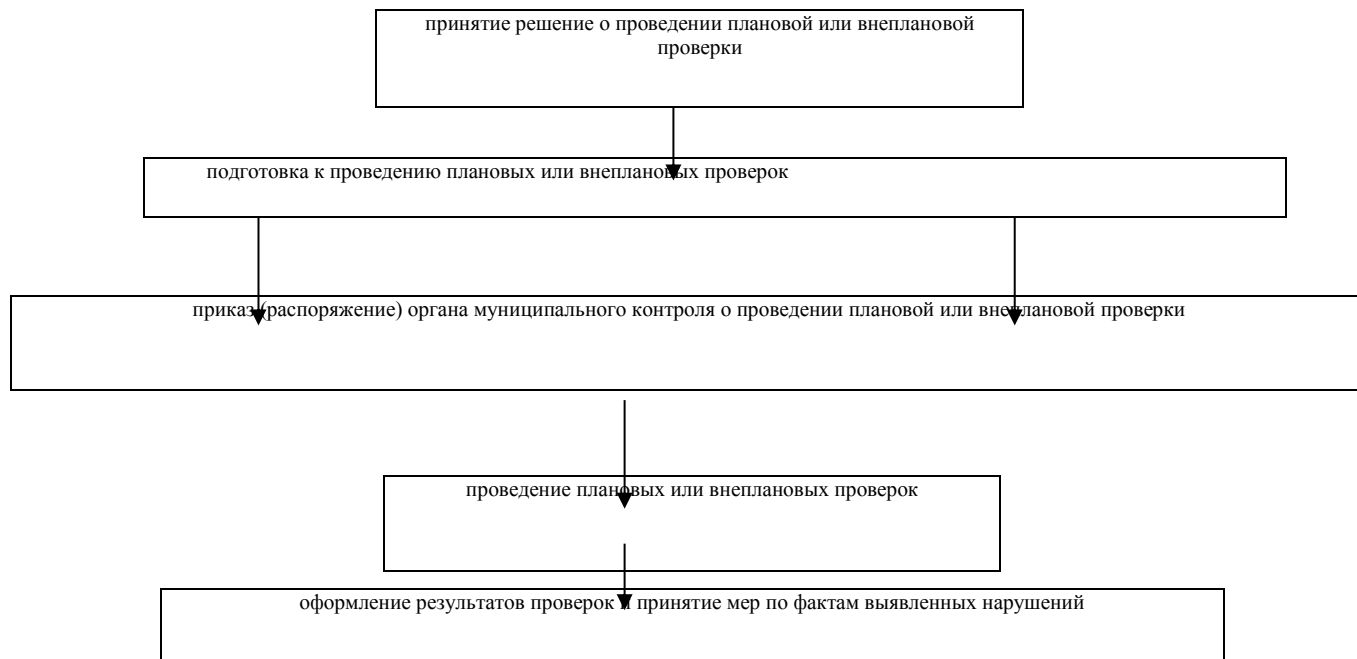 принятие решение о проведении плановой или внеплановой
проверки
подготовка к проведению плановых или внеплановых проверок
приказ (распоряжение) органа муниципального контроля о проведении плановой или внеплановой проверки
проведение плановых или внеплановых проверок
оформление результатов проверок и принятие мер по фактам выявленных нарушений